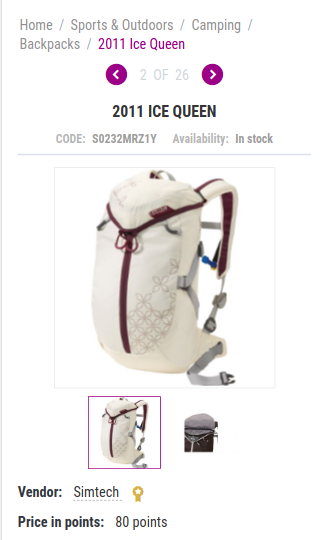 Home / Sports & Outdoors / Camping /
Backpacks / 2011 Ice Queen
2 OF 26
2011 ICE QUEEN
CODE: S0232MRZ1Y Availability: In stock
Vendor: Simtech
Price in points: 80 points